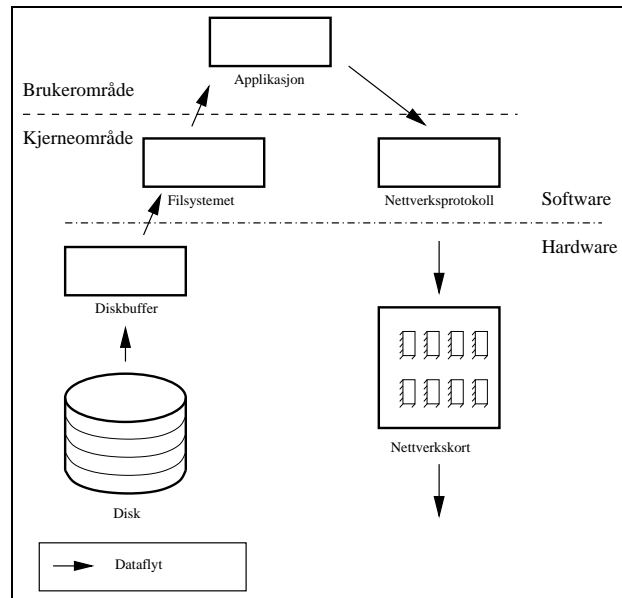 Applikasjon
Brukerområde
Kjerneområde
Filsystemet
Nettverksprotokoll
Software
Hardware
Diskbuffer
Nettverkskort
Disk
Dataflyt